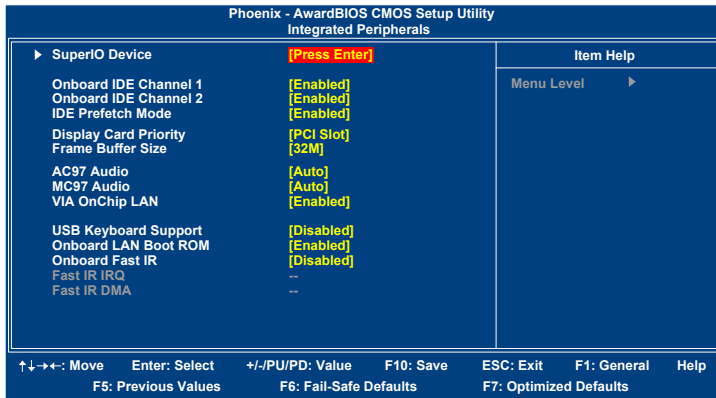 Phoenix - AwardBIOS CMOS Setup Utility
Integrated Peripherals
SuperIO Device [Press Enter]
Item Help
Menu Level
Onboard IDE Channel 1 [Enabled]
Onboard IDE Channel 2 [Enabled]
IDE Prefetch Mode [Enabled]
Display Card Priority [PCI Slot]
Frame Buffer Size [32M]
AC97 Audio [Auto]
MC97 Audio [Auto]
VIA OnChip LAN [Enabled]
USB Keyboard Support [Disabled]
Onboard LAN Boot ROM [Enabled]
Onboard Fast IR [Disabled]
Fast IR IRQ --
Fast IR DMA --
↑↓→←: Move Enter: Select +/-/PU/PD: Value F10: Save ESC: Exit F1: General Help
F5: Previous Values F6: Fail-Safe Defaults F7: Optimized Defaults